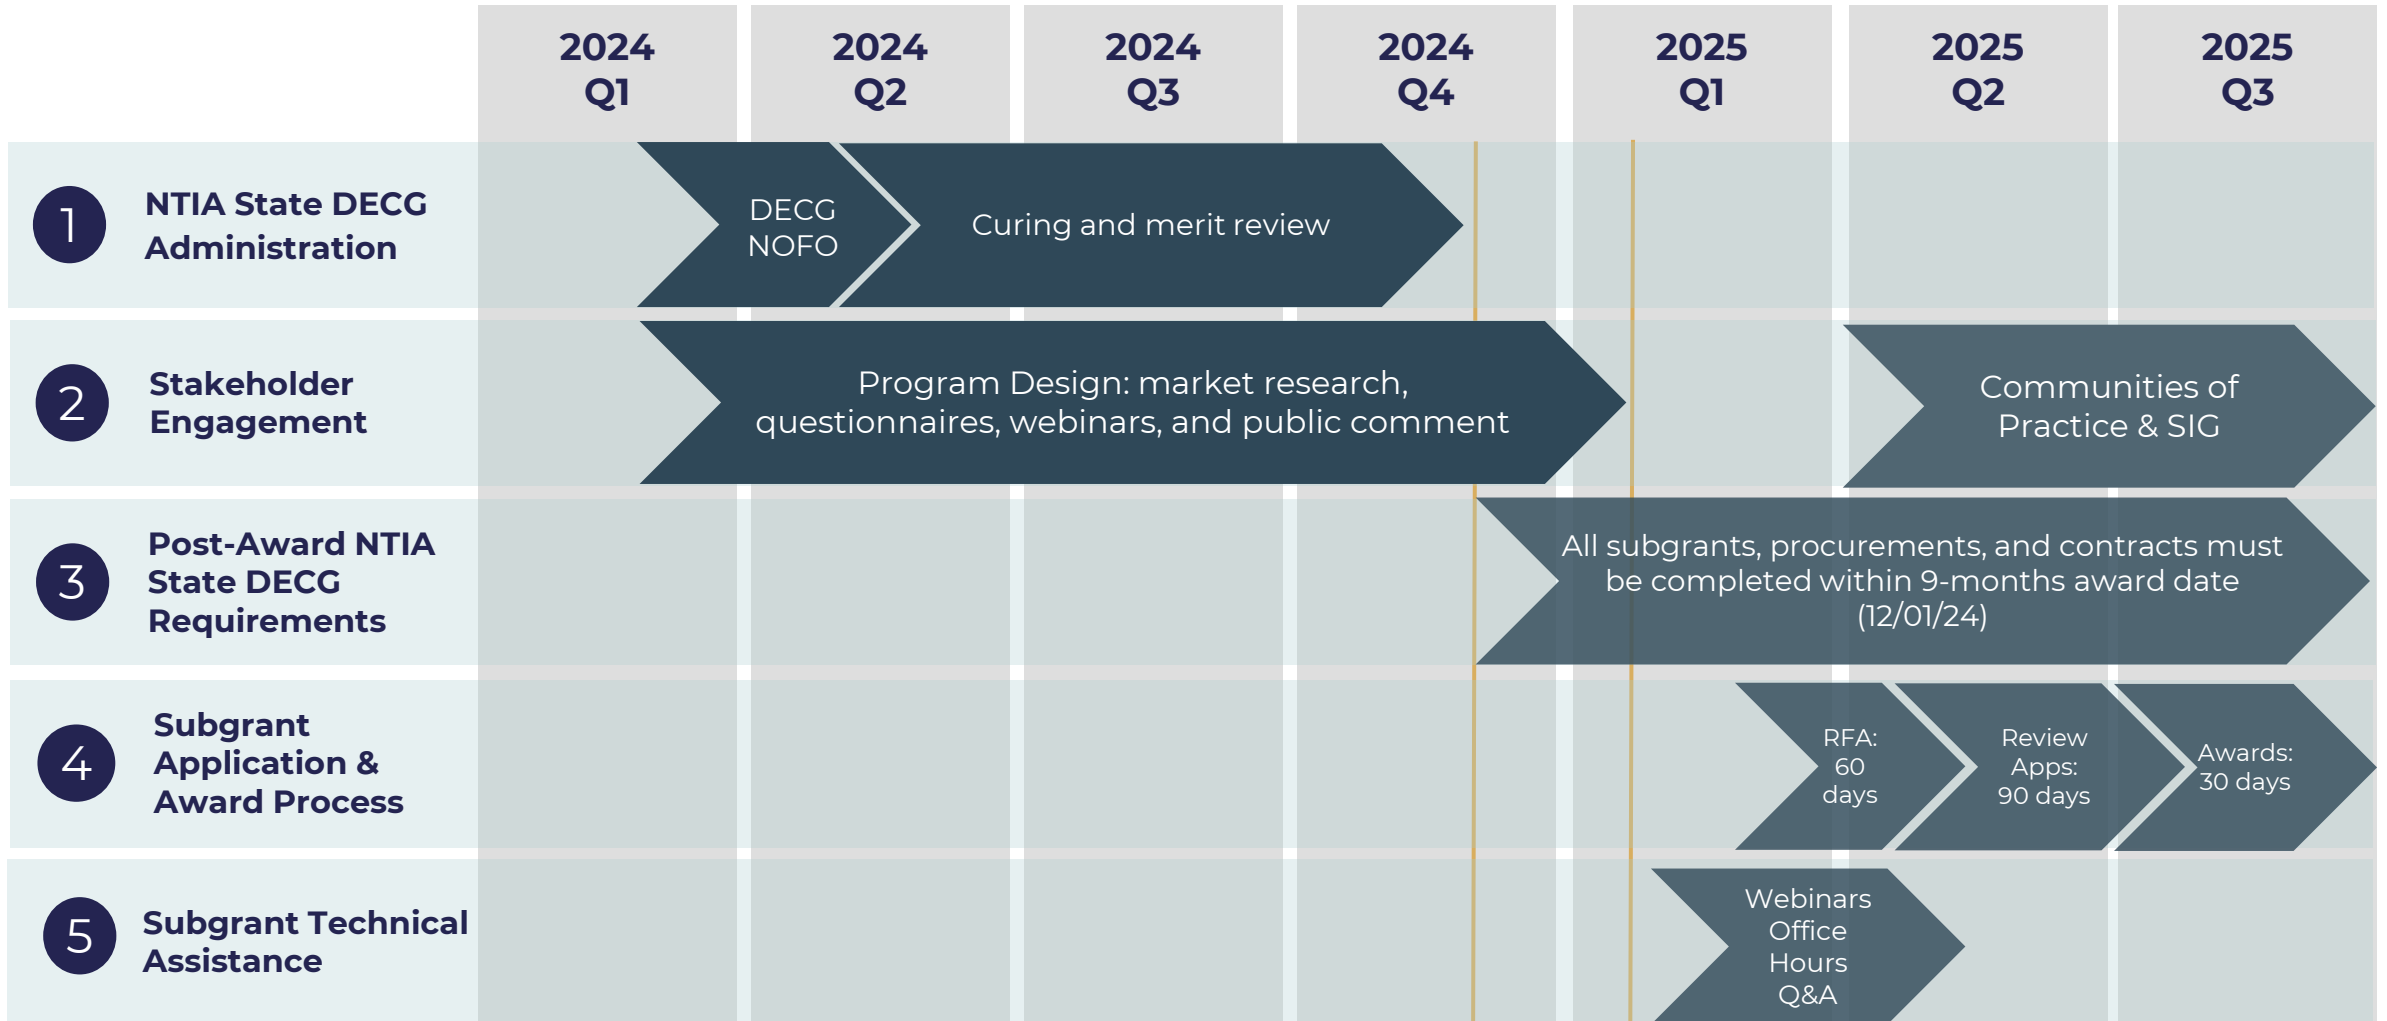 2024
Q1
2024
Q2
2024
Q3
2024
Q4
2025
Q1
2025
Q2
2025
Q3
1
NTIA State DECG
Administration
DECG
NOFO
Curing and merit review
2
Stakeholder
Engagement
Program Design: market research,
questionnaires, webinars, and public comment
Communities of
Practice & SIG
3
Post-Award NTIA
State DECG
Requirements
All subgrants, procurements, and contracts must
be completed within 9-months award date
(12/01/24)
4
Subgrant
Application &
Award Process
RFA:
60
days
Review
Apps:
90 days
Awards:
30 days
5
Subgrant Technical
Assistance
Webinars
Office
Hours
Q&A